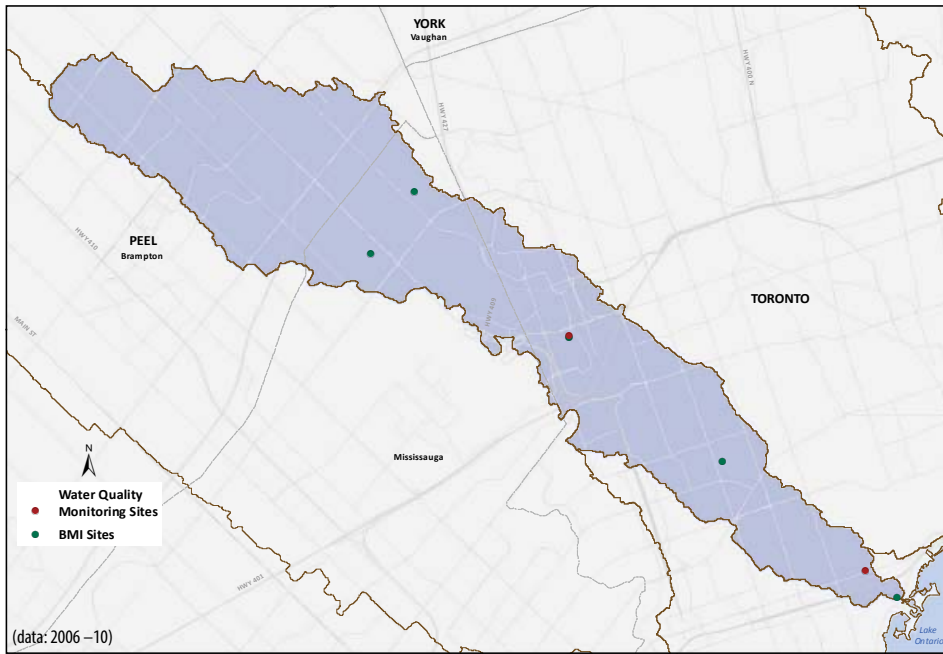 YORK
Vaughan
HWY 427
HWY 400 N
PEEL
Brampton
HWY 410
TORONTO
HWY 409
MAIN ST
Mississauga
N
Water Quality
Monitoring Sites
BMI Sites
HWY 401
(data: 2006 –10)
Lake
Ontario